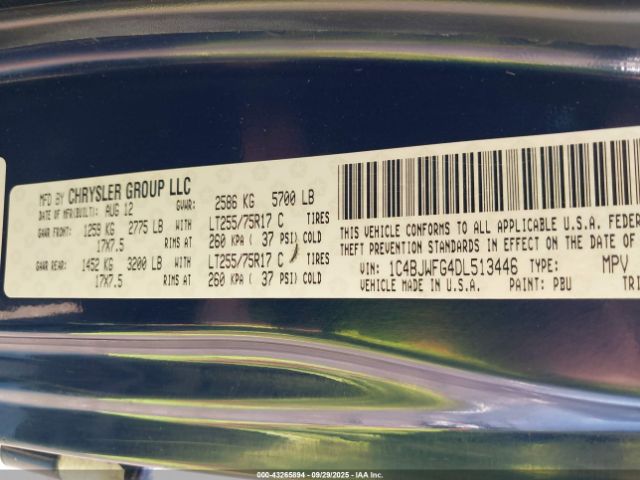 MFD BY CHRYSLER GROUP LLC
DATE OF MFR(BUILT): AUG 12 GVWR: 2586 KG 5700 LB
GAWR FRONT: 1259 KG 2775 LB WITH LT255/75R17 C TIRES
17X7.5 RIMS AT 260 KPA ( 37 PSI) COLD
GAWR REAR: 1452 KG 3200 LB WITH LT255/75R17 C TIRES
17X7.5 RIMS AT 260 KPA ( 37 PSI) COLD
THIS VEHICLE CONFORMS TO ALL APPLICABLE U.S.A. FEDER
THEFT PREVENTION STANDARDS IN EFFECT ON THE DATE OF
VIN: 1C4BJWFG4DL513446 TYPE: MPV
VEHICLE MADE IN U.S.A. PAINT: PBU TRI
000-43265894 - 09/29/2025 - IAA Inc.